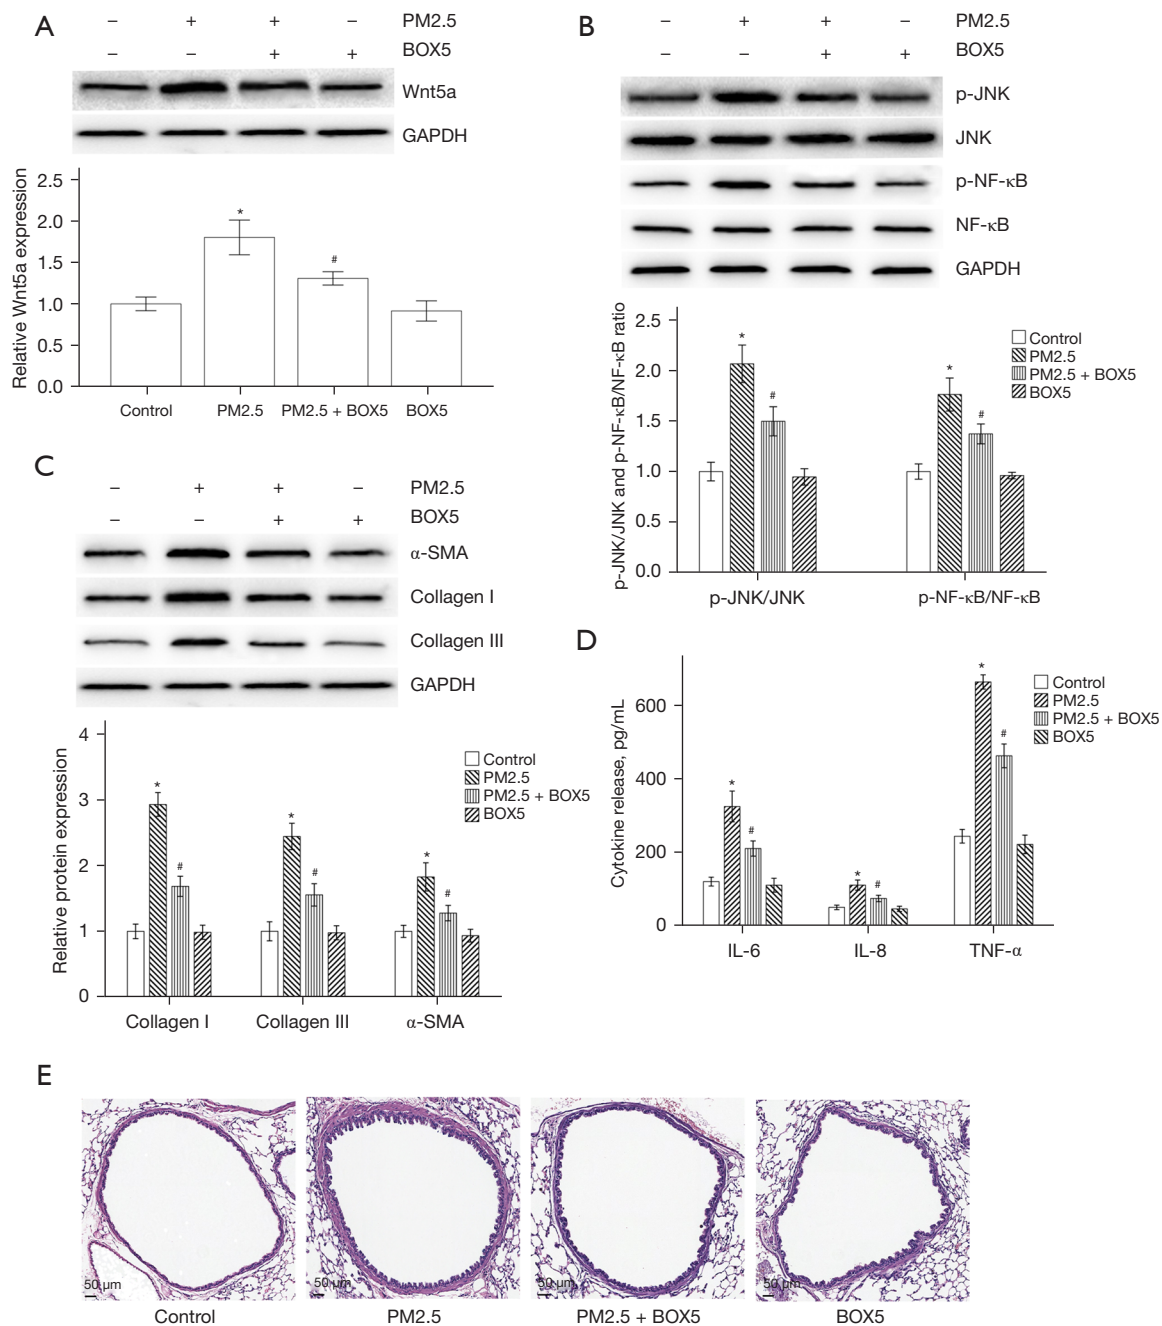 A
− + + − PM2.5
− − + + BOX5
Wnt5a
GAPDH
Relative Wnt5a expression
2.5
2.0
1.5
1.0
0.5
0.0
*
#
Control PM2.5 PM2.5 + BOX5 BOX5
B
− + + − PM2.5
− − + + BOX5
p-JNK
JNK
p-NF-κB
NF-κB
GAPDH
p-JNK/JNK and p-NF-κB/NF-κB ratio
2.5
2.0
1.5
1.0
0.5
0.0
*
#
*
#
Control
PM2.5
PM2.5 + BOX5
BOX5
p-JNK/JNK p-NF-κB/NF-κB
C
− + + − PM2.5
− − + + BOX5
α-SMA
Collagen I
Collagen III
GAPDH
Relative protein expression
4
3
2
1
0
*
#
*
#
*
#
Control
PM2.5
PM2.5 + BOX5
BOX5
Collagen I Collagen III α-SMA
D
Cytokine release, pg/mL
600
400
200
0
*
#
*
#
*
#
Control
PM2.5
PM2.5 + BOX5
BOX5
IL-6 IL-8 TNF-α
E
50 μm 50 μm 50 μm 50 μm
Control PM2.5 PM2.5 + BOX5 BOX5